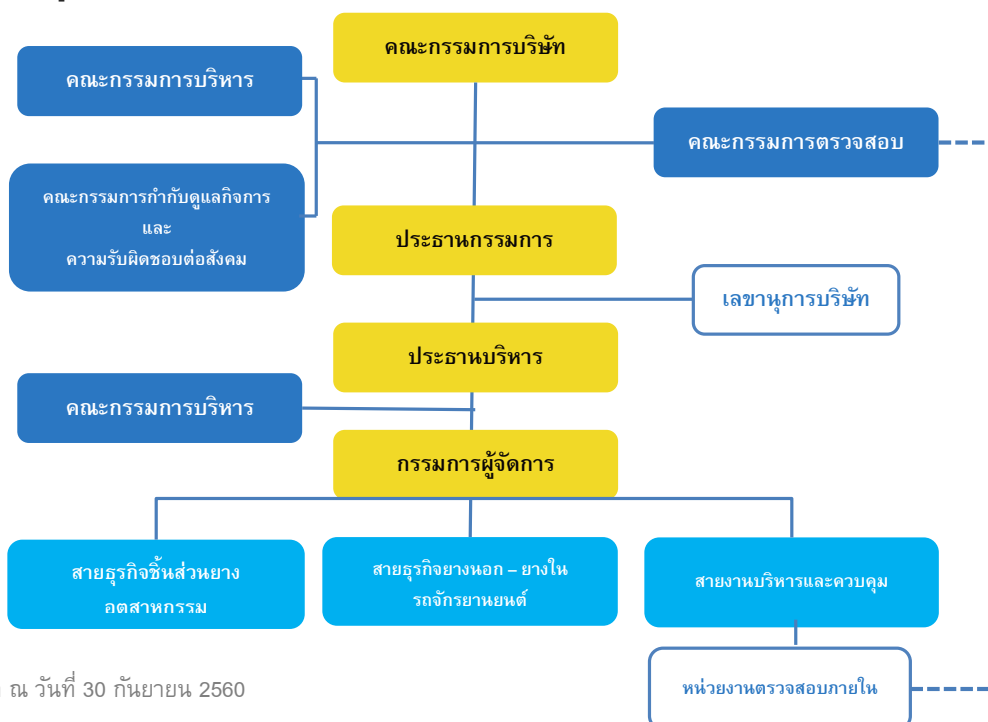 คณะกรรมการบริษัท
คณะกรรมการบริหาร
คณะกรรมการตรวจสอบ
คณะกรรมการกำกับดูแลกิจการ
และ
ความรับผิดชอบต่อสังคม
ประธานกรรมการ
เลขานุการบริษัท
ประธานบริหาร
คณะกรรมการบริหาร
กรรมการผู้จัดการ
สายธุรกิจชิ้นส่วนยาง
อตสาหกรรม
สายธุรกิจยางนอก – ยางใน
รถจักรยานยนต์
สายงานบริหารและควบคุม
ณ วันที่ 30 กันยายน 2560
หน่วยงานตรวจสอบภายใน